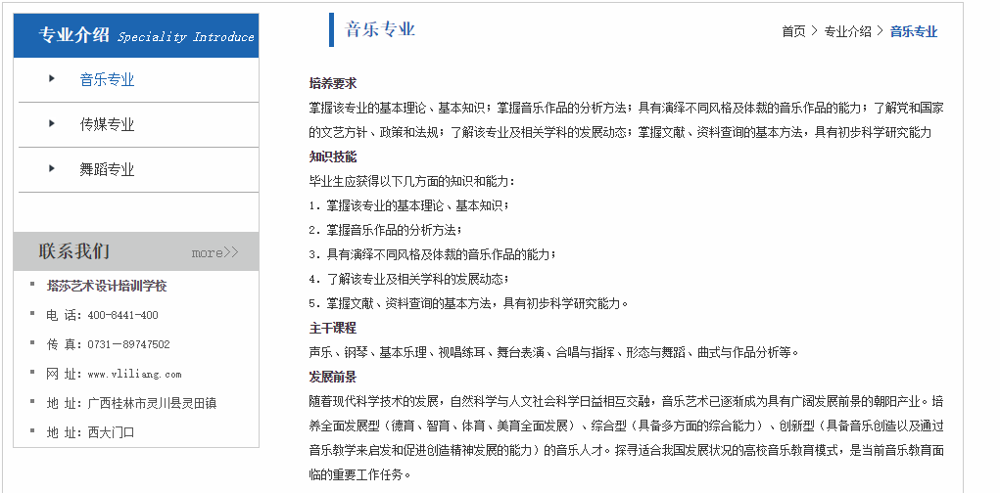 专业介绍 Speciality Introduce
音乐专业
传媒专业
舞蹈专业
联系我们 more>>
塔莎艺术设计培训学校
电 话：400-8441-400
传 真：0731－89747502
网 址：www.vliliang.com
地 址：广西桂林市灵川县灵田镇
地 址：西大门口
音乐专业
首页 > 专业介绍 > 音乐专业
培养要求
掌握该专业的基本理论、基本知识；掌握音乐作品的分析方法；具有演绎不同风格及体裁的音乐作品的能力；了解党和国家
的文艺方针、政策和法规；了解该专业及相关学科的发展动态；掌握文献、资料查询的基本方法，具有初步科学研究能力
知识技能
毕业生应获得以下几方面的知识和能力：
1．掌握该专业的基本理论、基本知识；
2．掌握音乐作品的分析方法；
3．具有演绎不同风格及体裁的音乐作品的能力；
4．了解该专业及相关学科的发展动态；
5．掌握文献、资料查询的基本方法，具有初步科学研究能力。
主干课程
声乐、钢琴、基本乐理、视唱练耳、舞台表演、合唱与指挥、形态与舞蹈、曲式与作品分析等。
发展前景
随着现代科学技术的发展，自然科学与人文社会科学日益相互交融，音乐艺术已逐渐成为具有广阔发展前景的朝阳产业。培
养全面发展型（德育、智育、体育、美育全面发展）、综合型（具备多方面的综合能力）、创新型（具备音乐创造以及通过
音乐教学来启发和促进创造精神发展的能力）的音乐人才。探寻适合我国发展状况的高校音乐教育模式，是当前音乐教育面
临的重要工作任务。